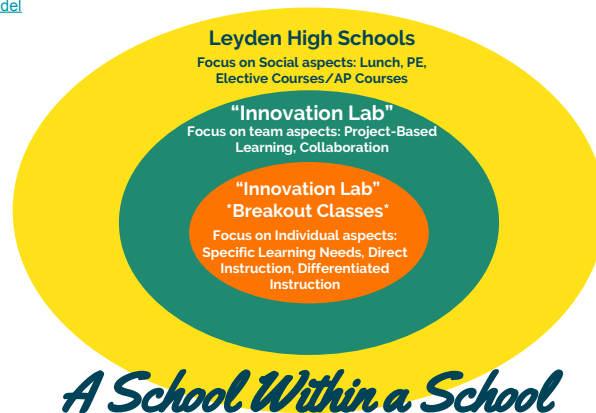 del
Leyden High Schools
Focus on Social aspects: Lunch, PE,
Elective Courses/AP Courses
“Innovation Lab”
Focus on team aspects: Project-Based
Learning, Collaboration
“Innovation Lab”
*Breakout Classes*
Focus on Individual aspects:
Specific Learning Needs, Direct
Instruction, Differentiated
Instruction
A School Within a School